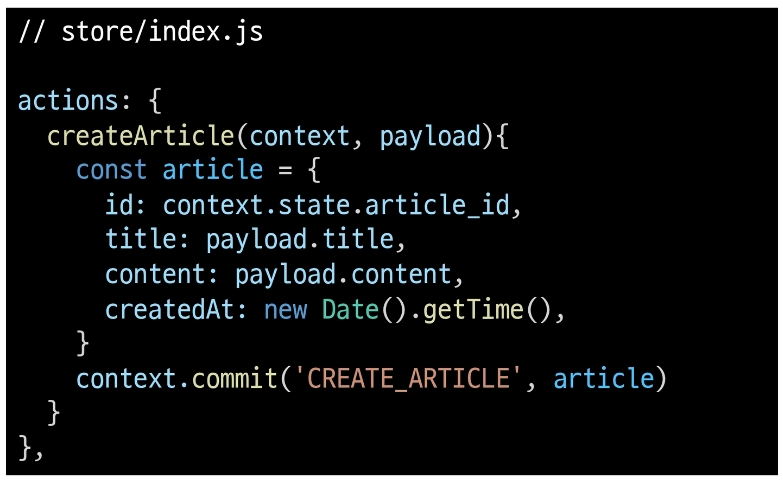 // store/index.js

actions: {
  createArticle(context, payload){
    const article = {
      id: context.state.article_id,
      title: payload.title,
      content: payload.content,
      createdAt: new Date().getTime(),
    }
    context.commit('CREATE_ARTICLE', article)
  }
},